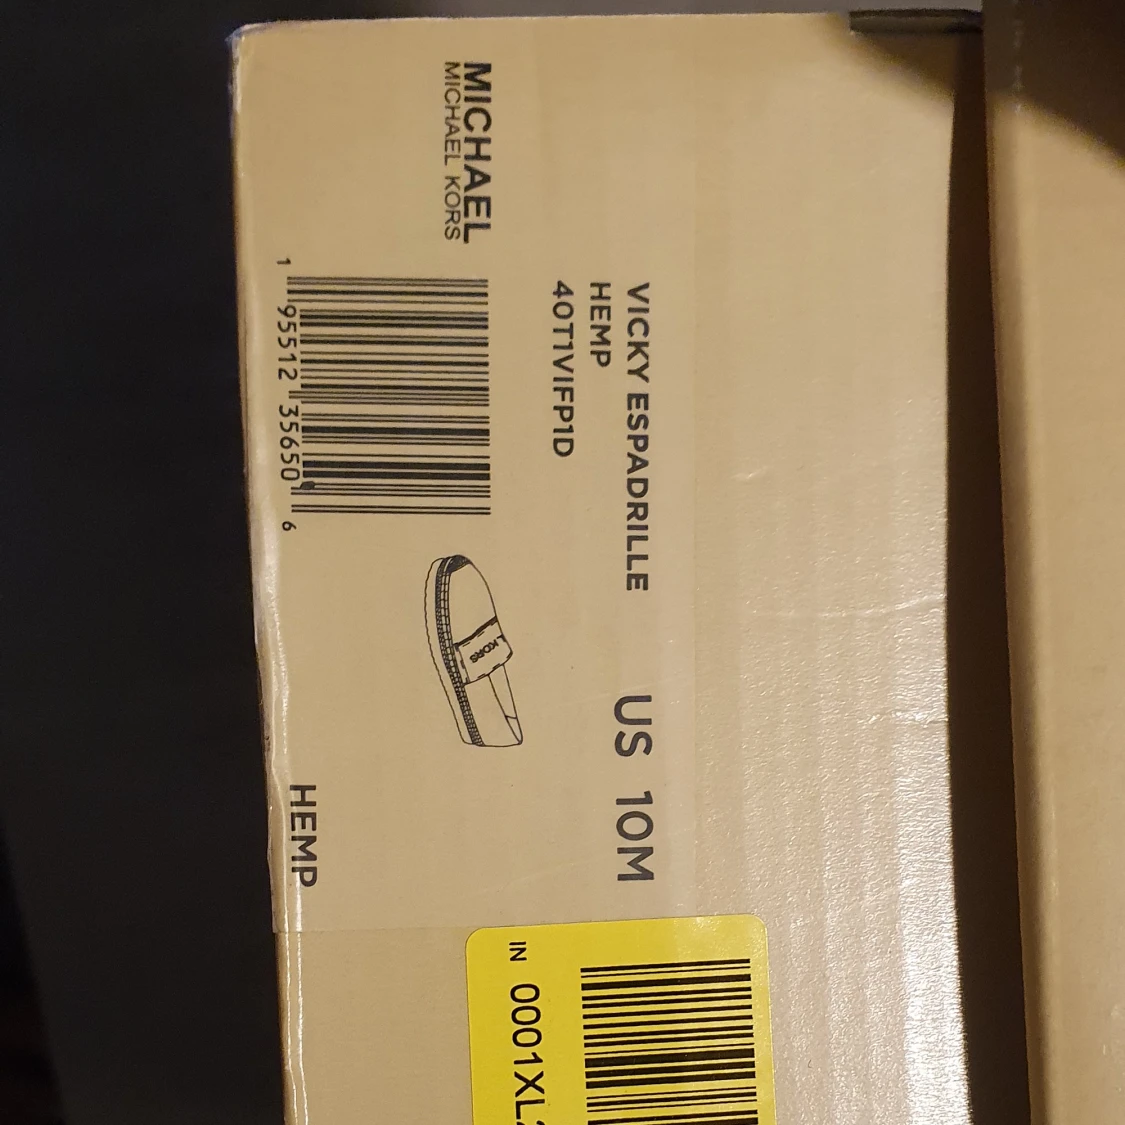 MICHAEL
MICHAEL KORS
VICKY ESPADRILLE
HEMP
40T1VIFP1D
US 10M
1 95512 35650 6
KORS
HEMP
IN 0001XL